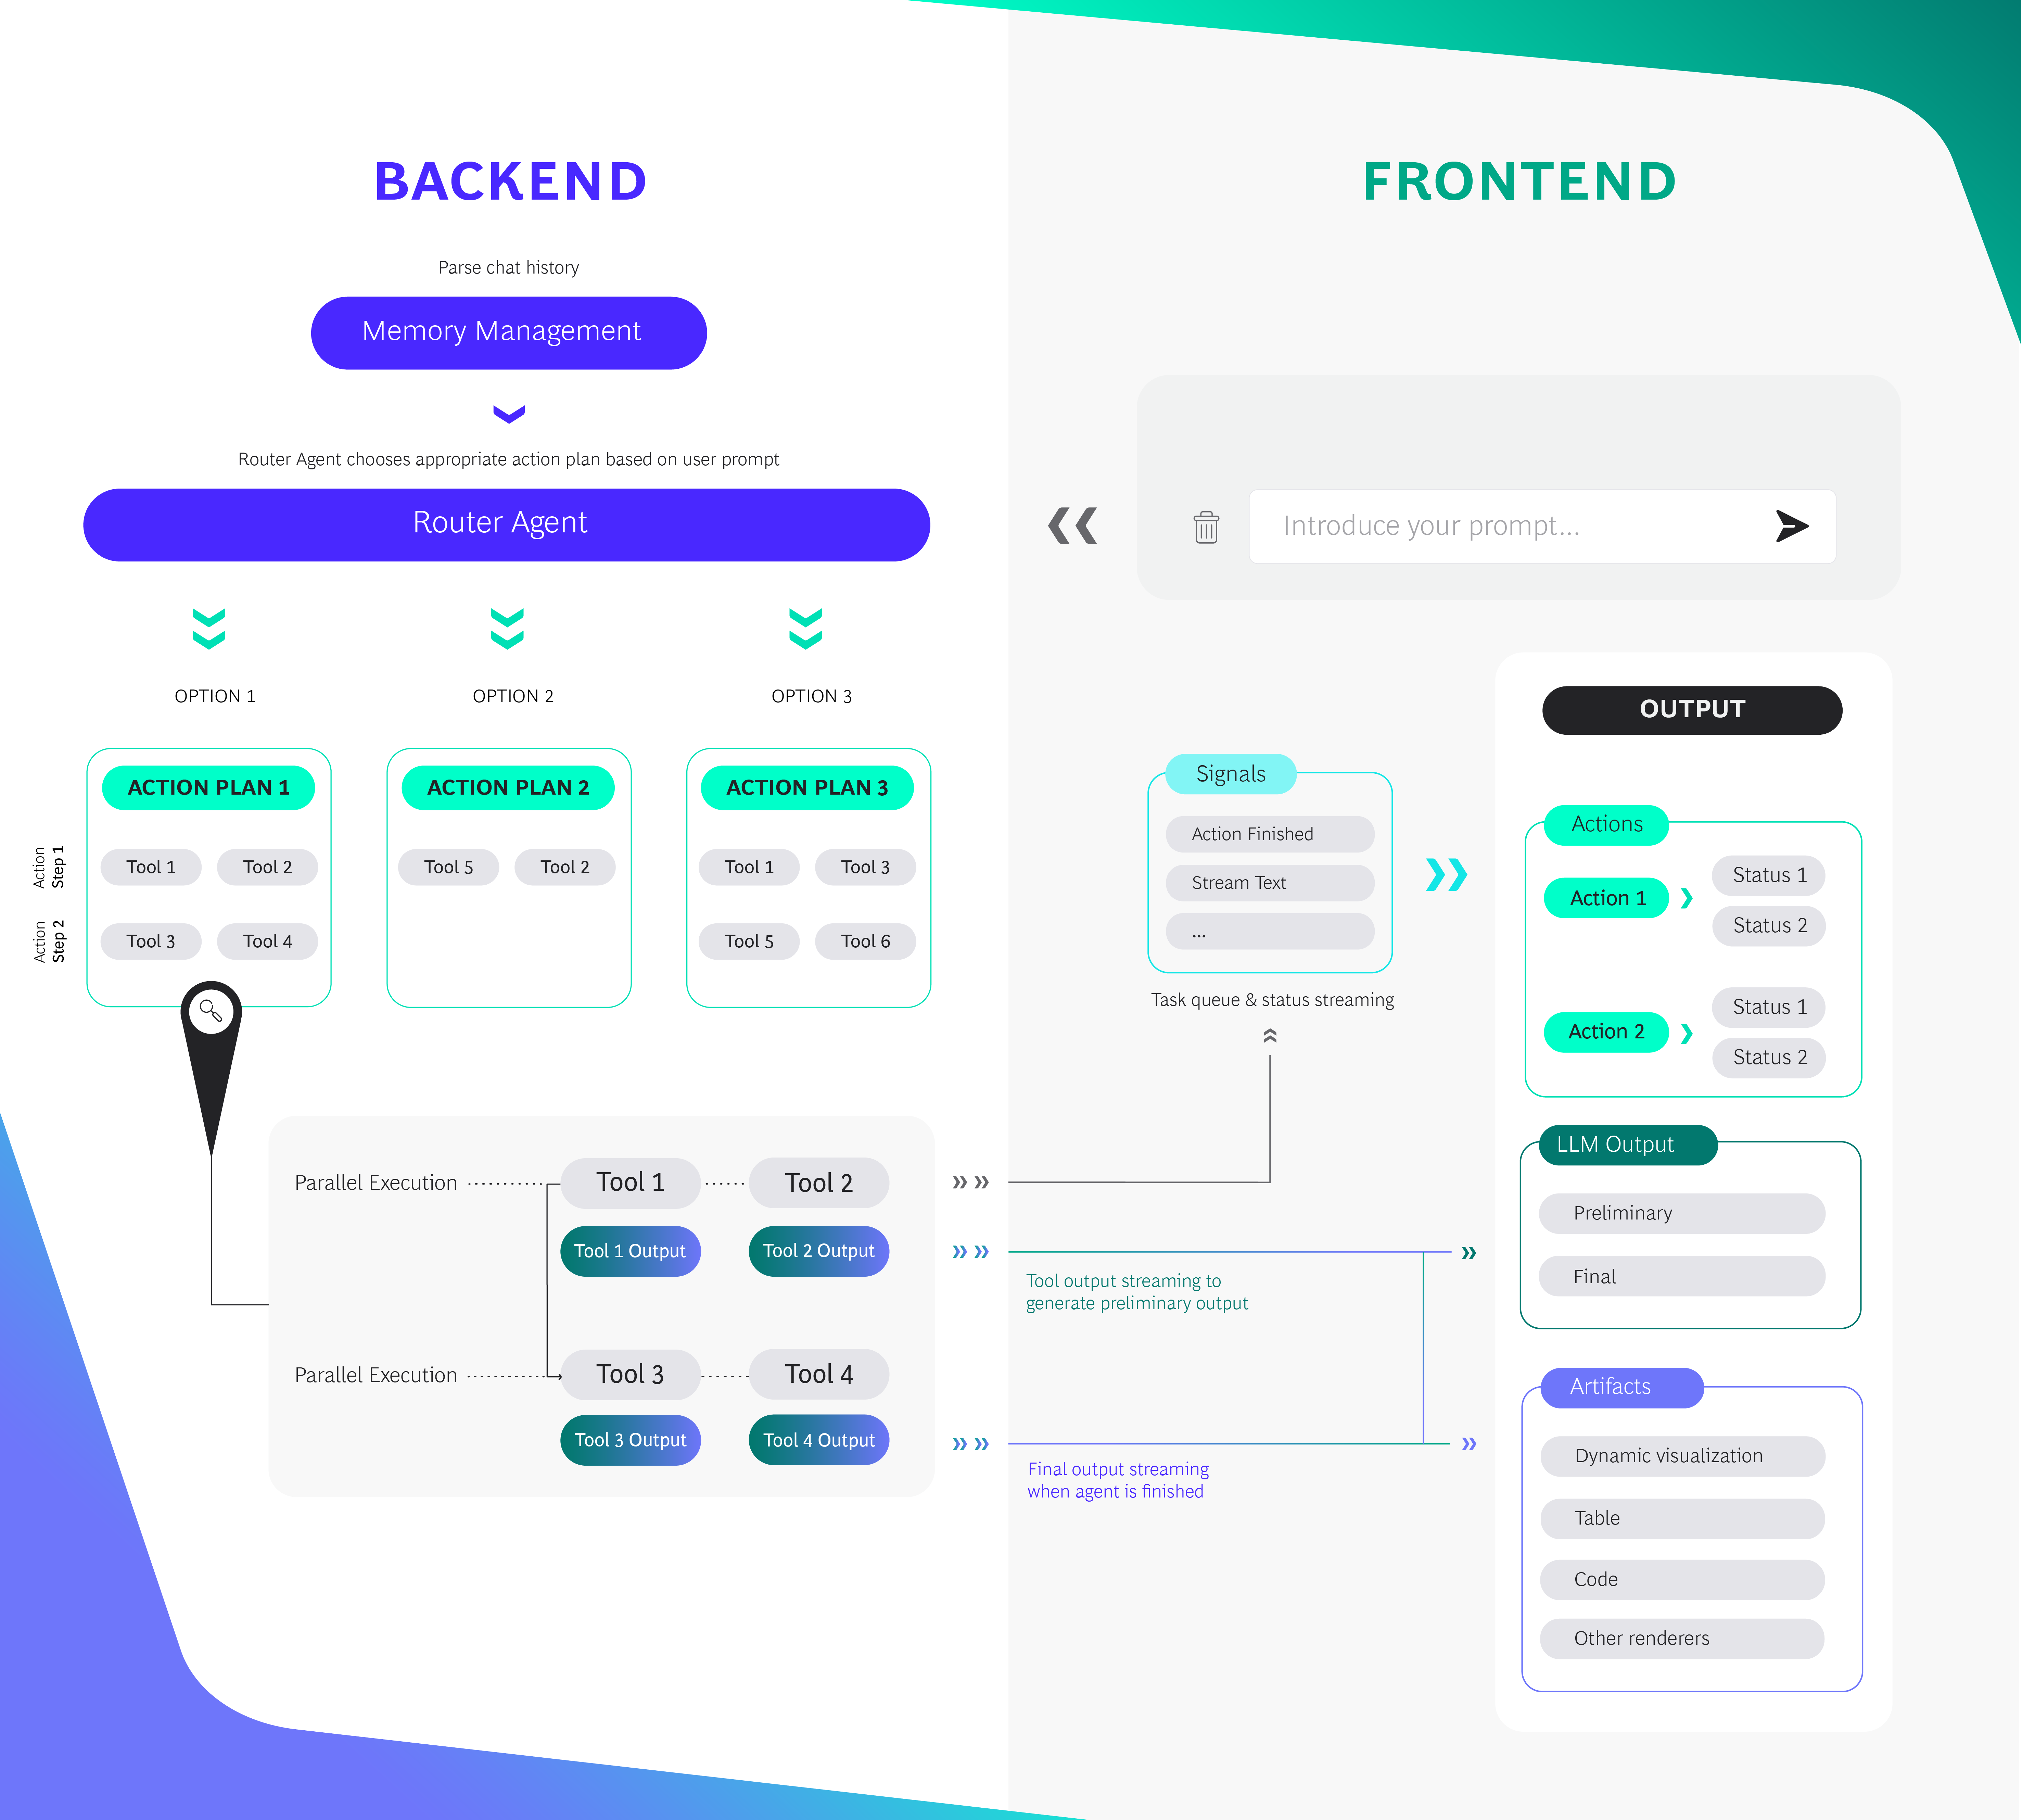 BACKEND
Parse chat history
Memory Management
Router Agent chooses appropriate action plan based on user prompt
Router Agent
OPTION 1
OPTION 2
OPTION 3
ACTION PLAN 1
ACTION PLAN 2
ACTION PLAN 3
Action
Step 1
Tool 1
Tool 2
Tool 5
Tool 2
Tool 1
Tool 3
Action
Step 2
Tool 3
Tool 4
Tool 5
Tool 6
Parallel Execution
Tool 1
Tool 2
Tool 1 Output
Tool 2 Output
Parallel Execution
Tool 3
Tool 4
Tool 3 Output
Tool 4 Output
FRONTEND
Introduce your prompt...
Signals
Action Finished
Stream Text
...
Task queue & status streaming
Tool output streaming to
generate preliminary output
Final output streaming
when agent is finished
OUTPUT
Actions
Action 1
Status 1
Status 2
Action 2
Status 1
Status 2
LLM Output
Preliminary
Final
Artifacts
Dynamic visualization
Table
Code
Other renderers